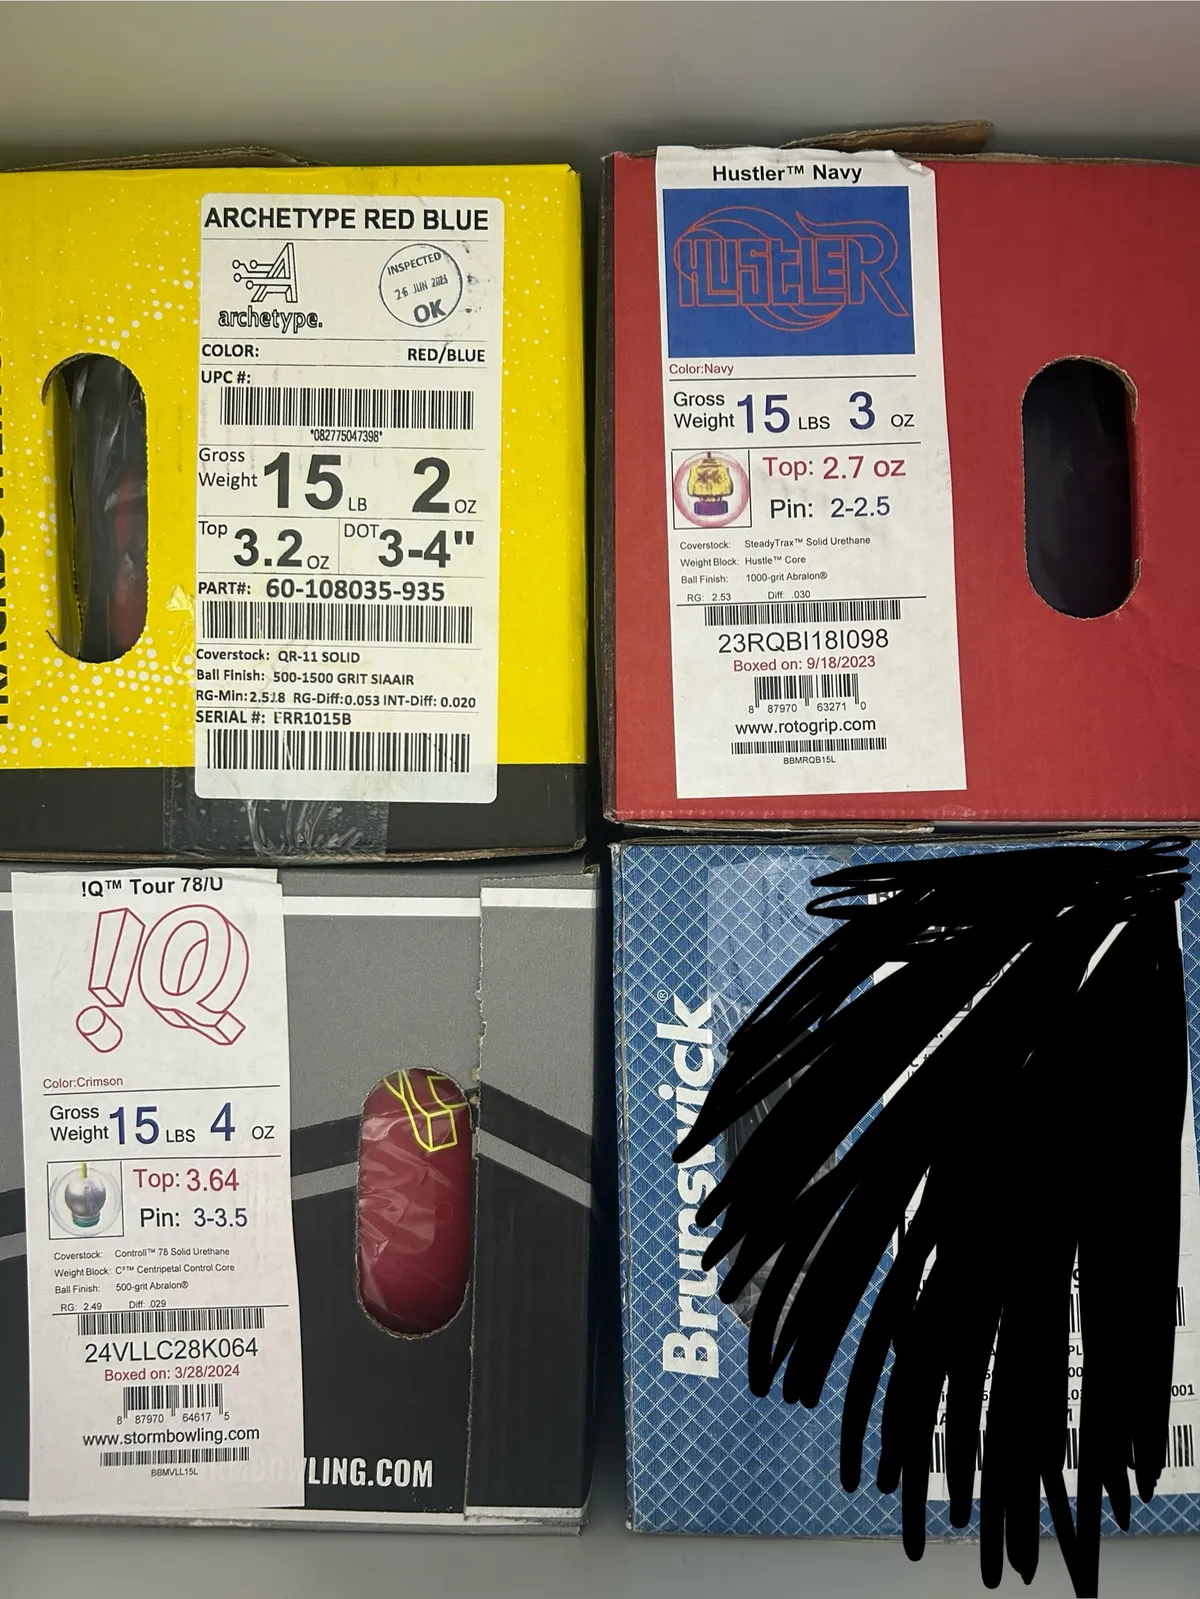 ARCHETYPE RED BLUE
archetype.
INSPECTED
26 JUN 2023
OK
COLOR: RED/BLUE
UPC #:
*082775047398*
Gross Weight 15 LB 2 OZ
Top 3.2 OZ DOT 3-4"
PART#: 60-108035-935
Coverstock: QR-11 SOLID
Ball Finish: 500-1500 GRIT SIAAIR
RG-Min: 2.518 RG-Diff: 0.053 INT-Diff: 0.020
SERIAL #: ERR1015B
Hustler™ Navy
HUSTLER
Color:Navy
Gross Weight 15 LBS 3 OZ
Top: 2.7 oz
Pin: 2-2.5
Coverstock: SteadyTrax™ Solid Urethane
Weight Block: Hustle™ Core
Ball Finish: 1000-grit Abralon®
RG: 2.53 Diff: .030
23RQBI18I098
Boxed on: 9/18/2023
8 87970 63271 0
www.rotogrip.com
BBMRQB15L
!Q™ Tour 78/U
!Q
Color:Crimson
Gross Weight 15 LBS 4 OZ
Top: 3.64
Pin: 3-3.5
Coverstock: Controll™ 78 Solid Urethane
Weight Block: C³™ Centripetal Control Core
Ball Finish: 500-grit Abralon®
RG: 2.49 Diff: .029
24VLLC28K064
Boxed on: 3/28/2024
8 87970 64617 5
www.stormbowling.com
BBMVLL15L
LING.COM
Brunswick®
001